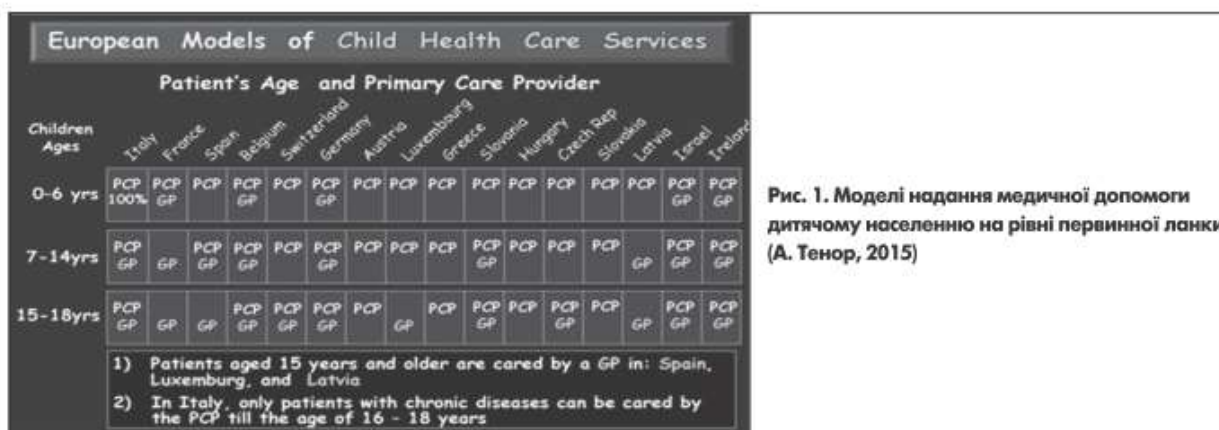 European Models of Child Health Care Services
Patient's Age and Primary Care Provider
Children
Ages
Italy France Spain Belgium Switzerland Germany Austria Luxembourg Greece Slovania Hungary Czech Rep Slovakia Latvia Israel Ireland
0-6 yrs
PCP PCP PCP PCP PCP PCP PCP PCP PCP PCP PCP PCP PCP PCP PCP PCP
100% GP GP GP GP GP
7-14yrs
PCP PCP PCP PCP PCP PCP PCP PCP PCP PCP PCP PCP PCP PCP
GP GP GP GP GP GP GP GP GP
15-18yrs
PCP PCP PCP PCP PCP PCP PCP PCP PCP PCP PCP PCP
GP GP GP GP GP GP GP GP GP GP GP GP
1) Patients aged 15 years and older are cared by a GP in: Spain,
Luxemburg, and Latvia
2) In Italy, only patients with chronic diseases can be cared by
the PCP till the age of 16 - 18 years
Рис. 1. Моделі надання медичної допомоги
дитячому населенню на рівні первинної ланки
(А. Тенор, 2015)